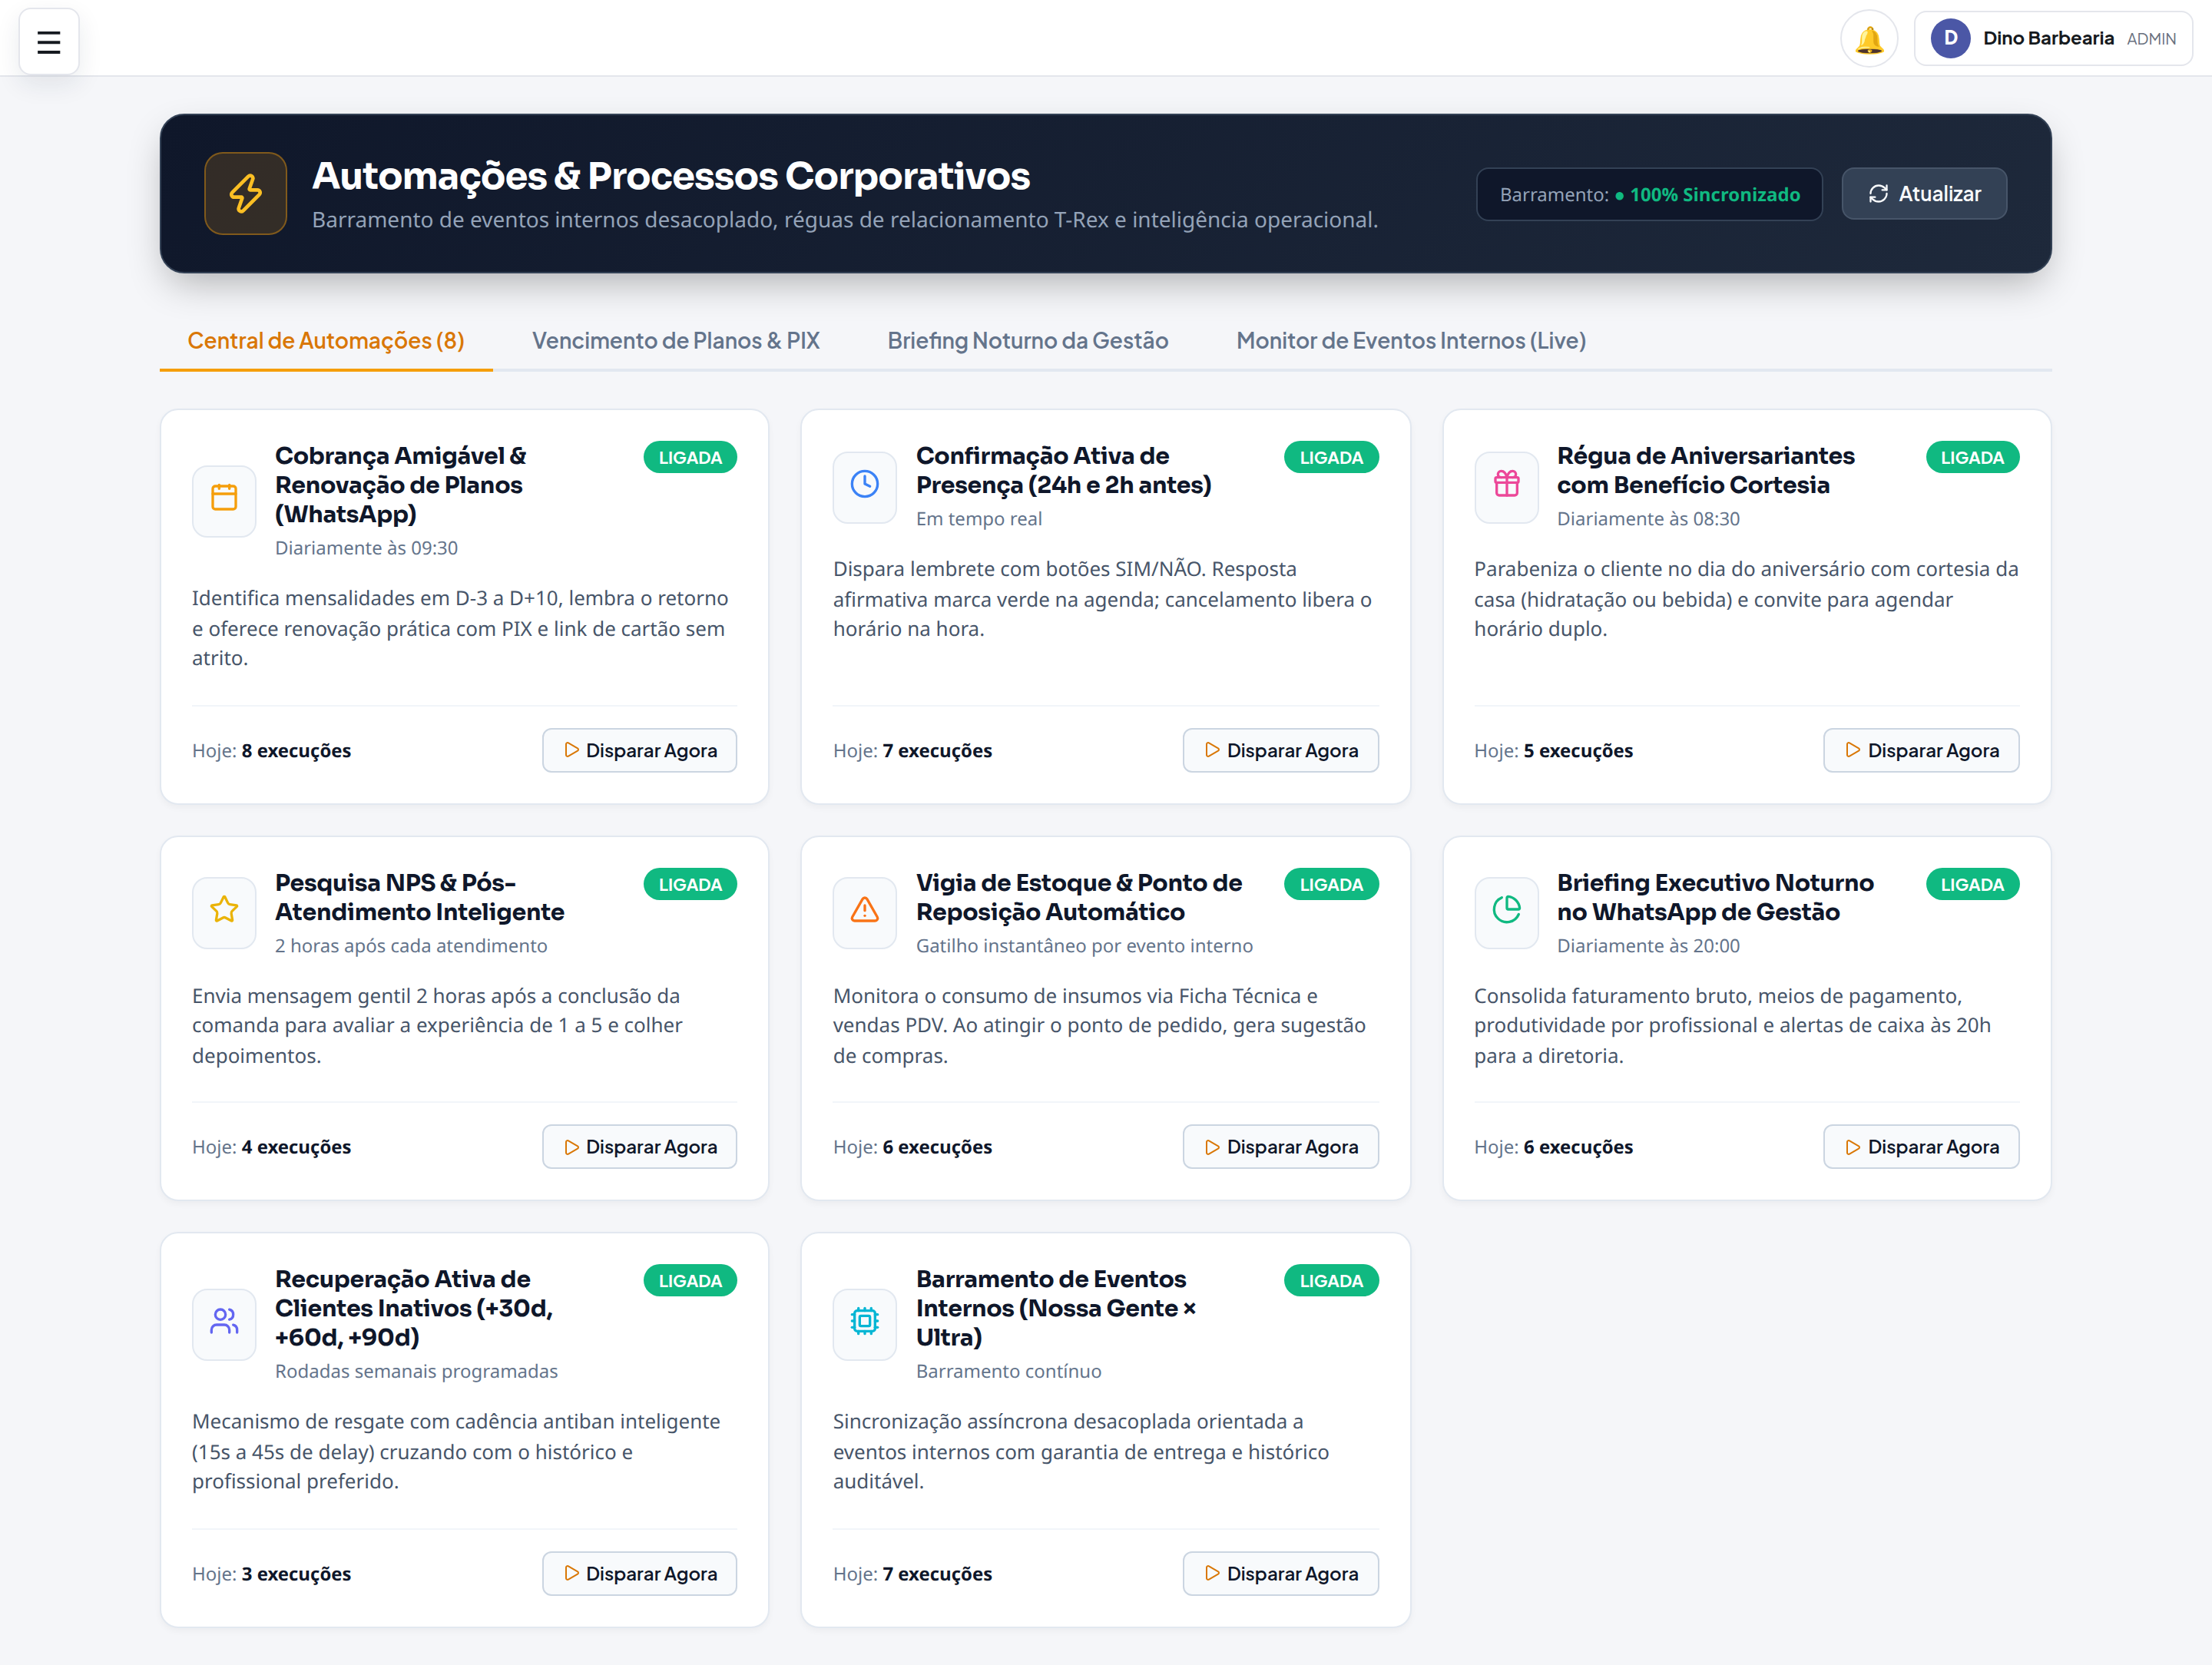 D Dino Barbearia ADMIN
Automações & Processos Corporativos
Barramento de eventos internos desacoplado, réguas de relacionamento T-Rex e inteligência operacional.
Barramento: ● 100% Sincronizado
Atualizar
Central de Automações (8)
Vencimento de Planos & PIX
Briefing Noturno da Gestão
Monitor de Eventos Internos (Live)
Cobrança Amigável &
Renovação de Planos
(WhatsApp)
LIGADA
Diariamente às 09:30
Identifica mensalidades em D-3 a D+10, lembra o retorno
e oferece renovação prática com PIX e link de cartão sem
atrito.
Hoje: 8 execuções
Disparar Agora
Confirmação Ativa de
Presença (24h e 2h antes)
LIGADA
Em tempo real
Dispara lembrete com botões SIM/NÃO. Resposta
afirmativa marca verde na agenda; cancelamento libera o
horário na hora.
Hoje: 7 execuções
Disparar Agora
Régua de Aniversariantes
com Benefício Cortesia
LIGADA
Diariamente às 08:30
Parabeniza o cliente no dia do aniversário com cortesia da
casa (hidratação ou bebida) e convite para agendar
horário duplo.
Hoje: 5 execuções
Disparar Agora
Pesquisa NPS & Pós-
Atendimento Inteligente
LIGADA
2 horas após cada atendimento
Envia mensagem gentil 2 horas após a conclusão da
comanda para avaliar a experiência de 1 a 5 e colher
depoimentos.
Hoje: 4 execuções
Disparar Agora
Vigia de Estoque & Ponto de
Reposição Automático
LIGADA
Gatilho instantâneo por evento interno
Monitora o consumo de insumos via Ficha Técnica e
vendas PDV. Ao atingir o ponto de pedido, gera sugestão
de compras.
Hoje: 6 execuções
Disparar Agora
Briefing Executivo Noturno
no WhatsApp de Gestão
LIGADA
Diariamente às 20:00
Consolida faturamento bruto, meios de pagamento,
produtividade por profissional e alertas de caixa às 20h
para a diretoria.
Hoje: 6 execuções
Disparar Agora
Recuperação Ativa de
Clientes Inativos (+30d,
+60d, +90d)
LIGADA
Rodadas semanais programadas
Mecanismo de resgate com cadência antiban inteligente
(15s a 45s de delay) cruzando com o histórico e
profissional preferido.
Hoje: 3 execuções
Disparar Agora
Barramento de Eventos
Internos (Nossa Gente ×
Ultra)
LIGADA
Barramento contínuo
Sincronização assíncrona desacoplada orientada a
eventos internos com garantia de entrega e histórico
auditável.
Hoje: 7 execuções
Disparar Agora